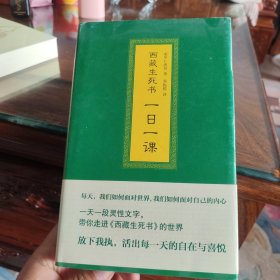 西藏生死书
一日一课
每天，我们如何面对世界，我们如何面对自己的内心
一天一段灵性文字，
带你走进《西藏生死书》的世界
放下我执，活出每一天的自在与喜悦